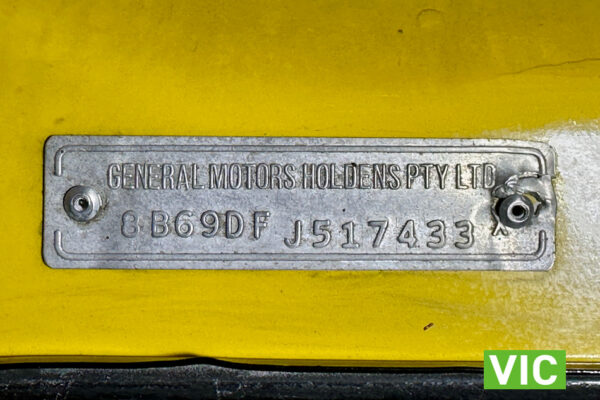 GENERAL MOTORS HOLDENS PTY LTD
8B69DF J517433
VIC